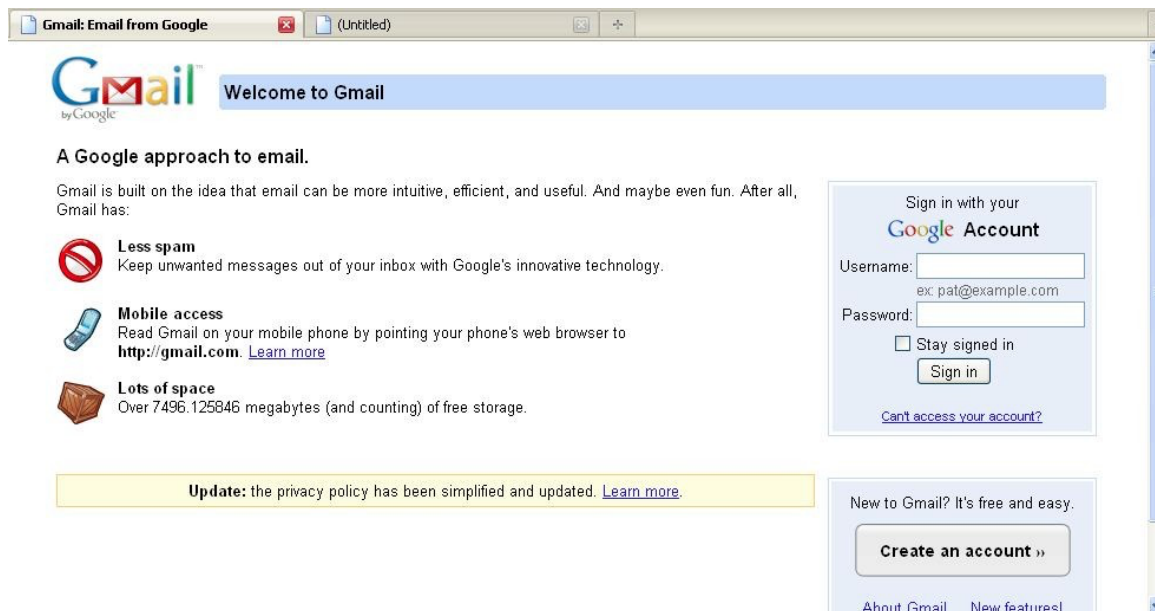 Gmail: Email from Google
(Untitled)
Gmail™
by Google™
Welcome to Gmail
A Google approach to email.
Gmail is built on the idea that email can be more intuitive, efficient, and useful. And maybe even fun. After all,
Gmail has:
Less spam
Keep unwanted messages out of your inbox with Google's innovative technology.
Mobile access
Read Gmail on your mobile phone by pointing your phone's web browser to
http://gmail.com. Learn more
Lots of space
Over 7496.125846 megabytes (and counting) of free storage.
Update: the privacy policy has been simplified and updated. Learn more.
Sign in with your
Google Account
Username:
ex: pat@example.com
Password:
Stay signed in
Sign in
Can't access your account?
New to Gmail? It's free and easy.
Create an account ››
About Gmail New features!